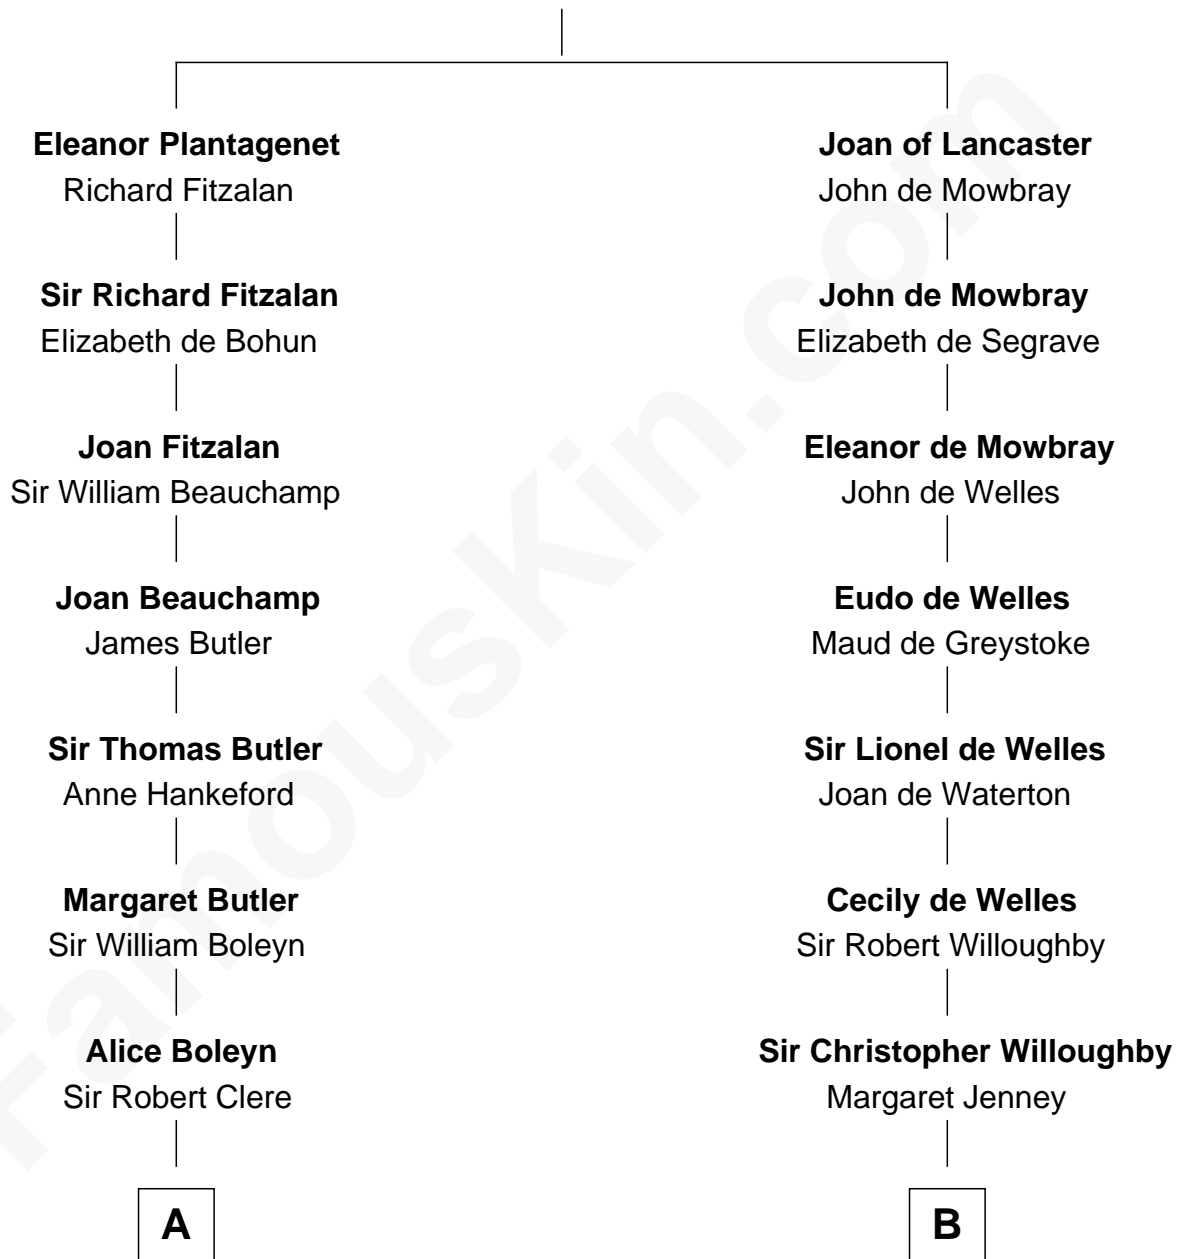 Eleanor Plantagenet
Richard Fitzalan
Sir Richard Fitzalan
Elizabeth de Bohun
Joan Fitzalan
Sir William Beauchamp
Joan Beauchamp
James Butler
Sir Thomas Butler
Anne Hankeford
Margaret Butler
Sir William Boleyn
Alice Boleyn
Sir Robert Clere
A
Joan of Lancaster
John de Mowbray
John de Mowbray
Elizabeth de Segrave
Eleanor de Mowbray
John de Welles
Eudo de Welles
Maud de Greystoke
Sir Lionel de Welles
Joan de Waterton
Cecily de Welles
Sir Robert Willoughby
Sir Christopher Willoughby
Margaret Jenney
B
FamousKin.com